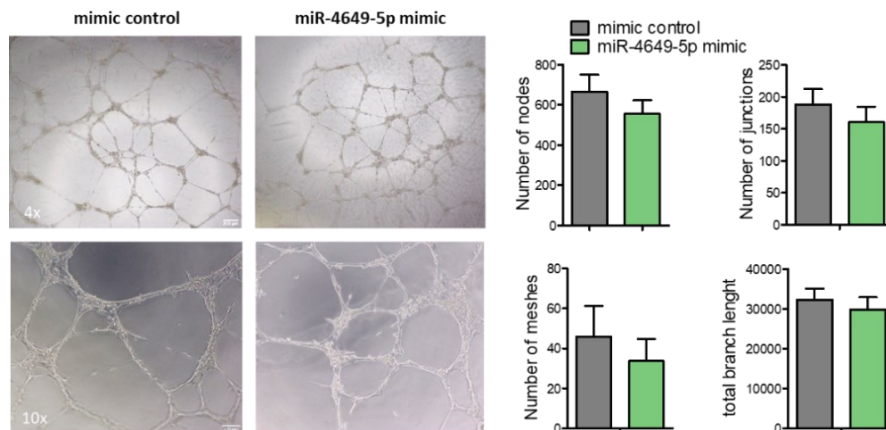 mimic control
miR-4649-5p mimic
4x
10x
mimic control
miR-4649-5p mimic
Number of nodes
800
600
400
200
0
Number of junctions
250
200
150
100
50
0
Number of meshes
80
60
40
20
0
total branch lenght
40000
30000
20000
10000
0